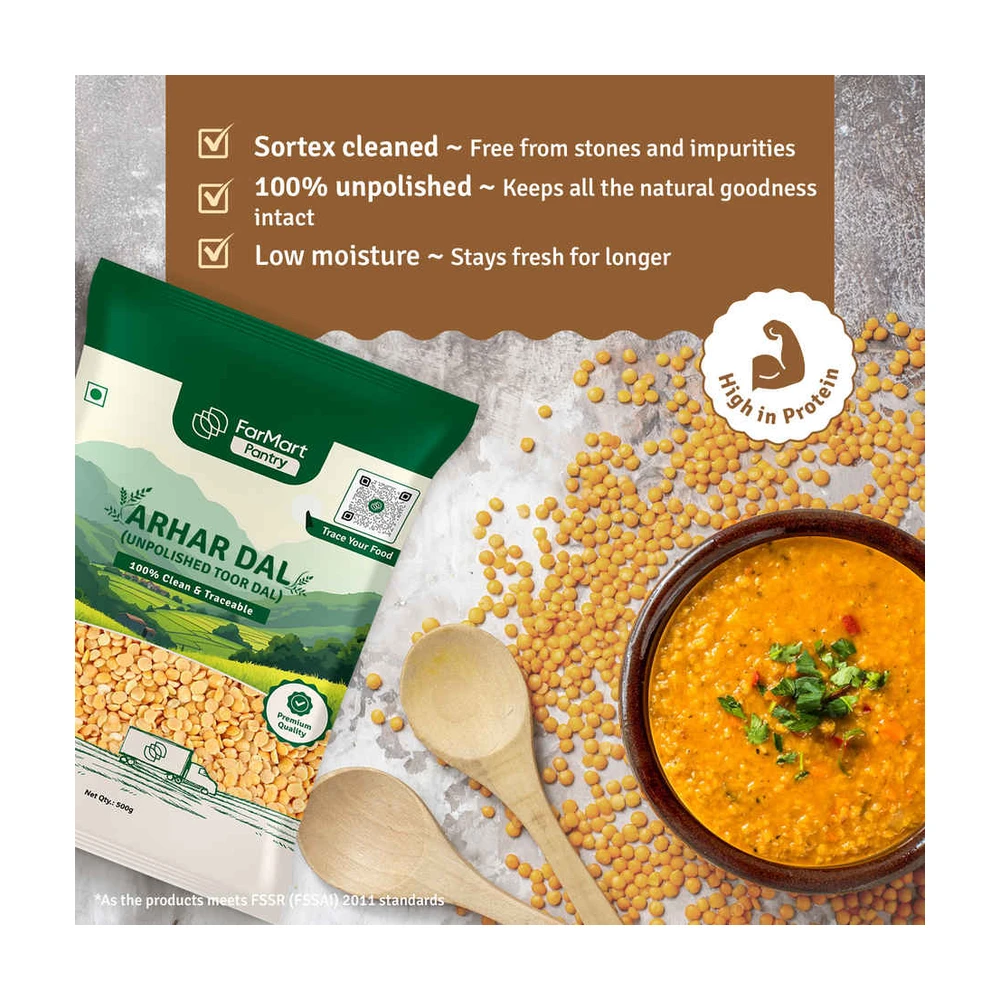 Sortex cleaned ~ Free from stones and impurities
100% unpolished ~ Keeps all the natural goodness
intact
Low moisture ~ Stays fresh for longer
High in Protein
FarMart
Pantry
Trace Your Food
ARHAR DAL
(UNPOLISHED TOOR DAL)
100% Clean & Traceable
Premium
Quality
Net Qty.: 500g
*As the products meets FSSR (FSSAI) 2011 standards